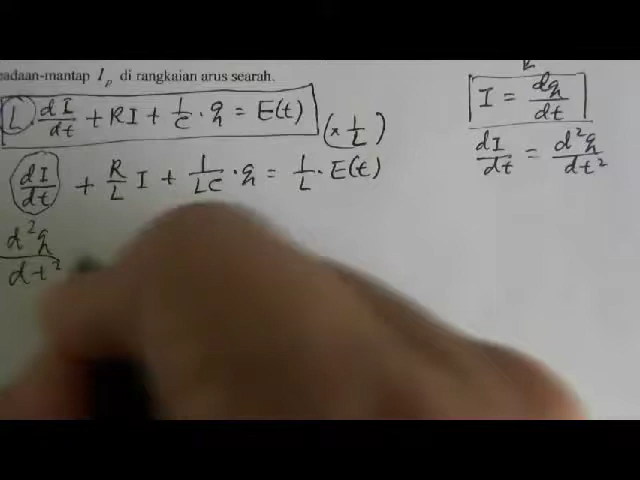 eadaan-mantap I_p di rangkaian arus searah.
L dI/dt + RI + 1/C · q = E(t) (× 1/L)
dI/dt + R/L I + 1/LC · q = 1/L · E(t)
d²q/dt²
I = dq/dt
dI/dt = d²q/dt²